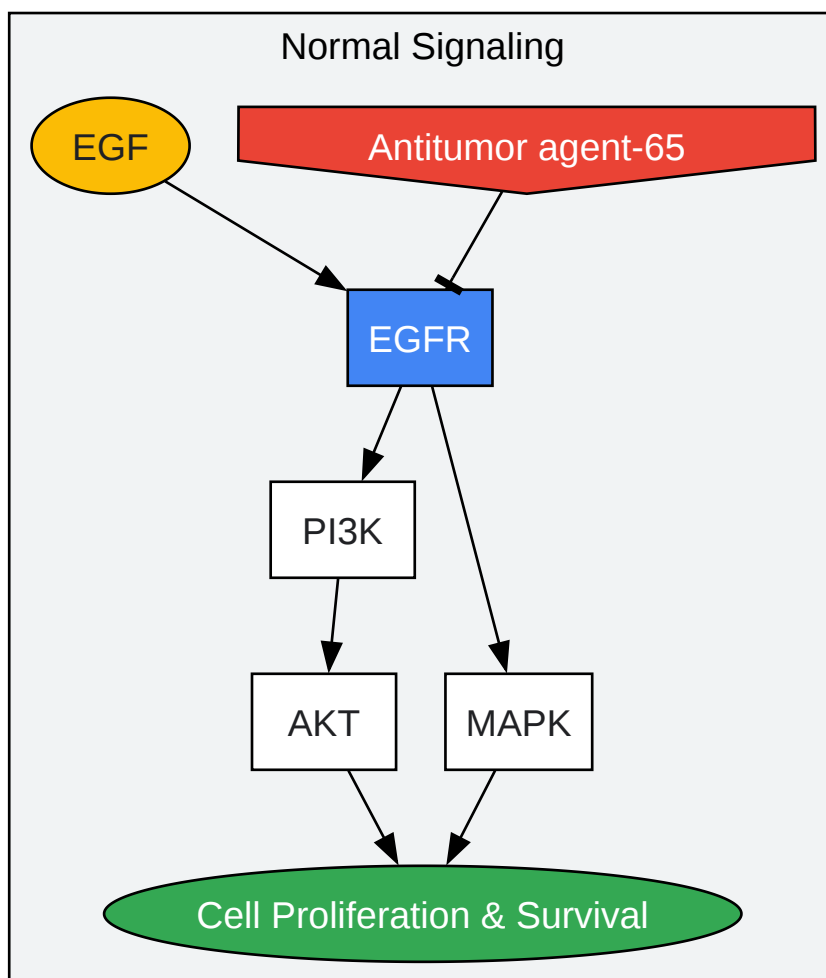 Normal Signaling
EGF
Antitumor agent-65
EGFR
PI3K
AKT
MAPK
Cell Proliferation & Survival